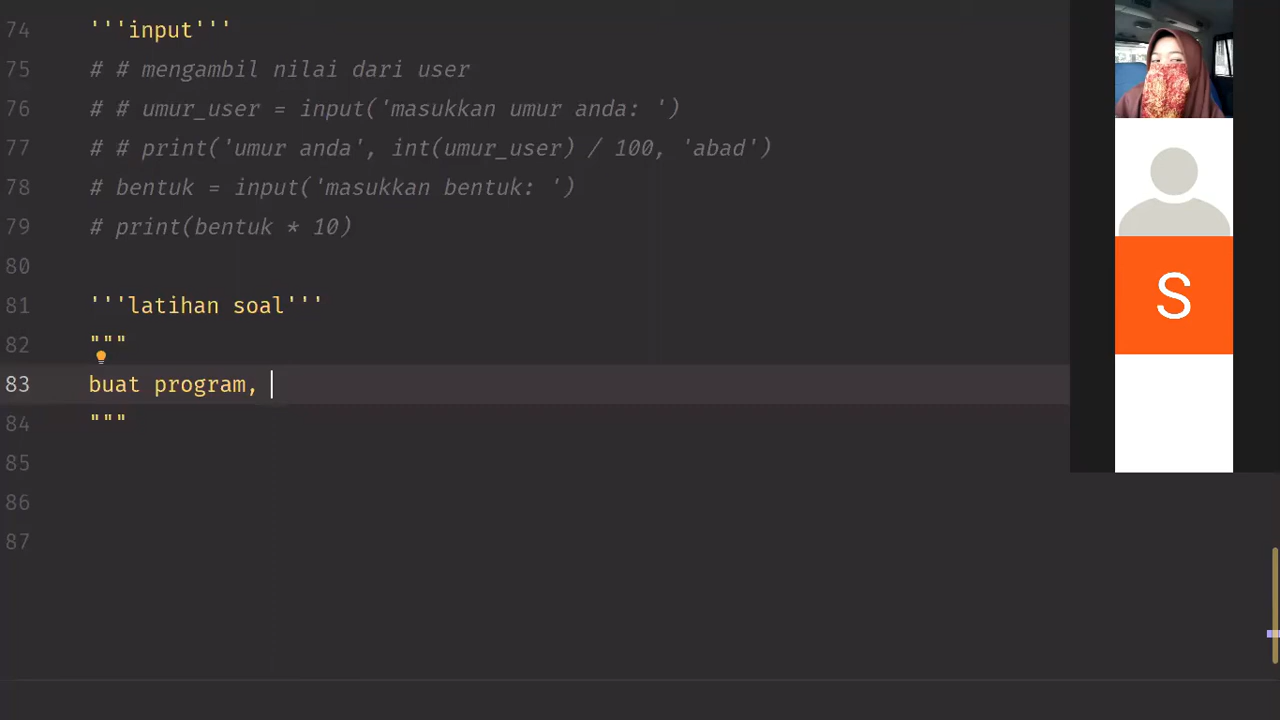 74 '''input'''
75 # # mengambil nilai dari user
76 # # umur_user = input('masukkan umur anda: ')
77 # # print('umur anda', int(umur_user) / 100, 'abad')
78 # bentuk = input('masukkan bentuk: ')
79 # print(bentuk * 10)
80
81 '''latihan soal'''
82 """
83 buat program,
84 """
85
86
87
S